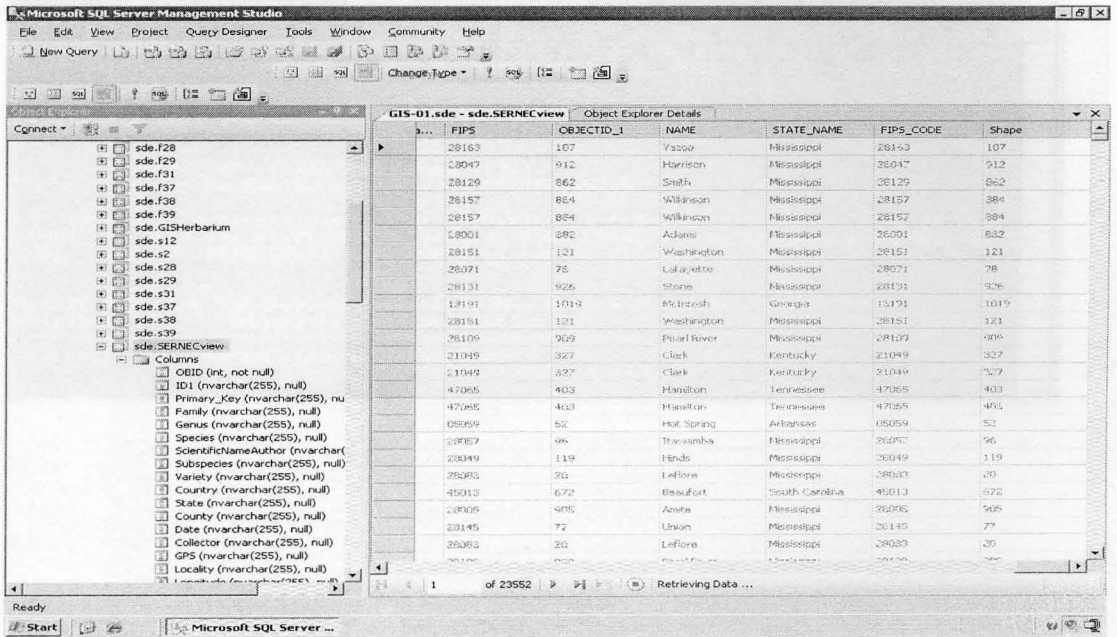 Microsoft SQL Server Management Studio
File Edit View Project Query Designer Tools Window Community Help
New Query
Change Type
GIS-01.sde - sde.SERNECview Object Explorer Details
Object Explorer
Connect
sde.f28
sde.f29
sde.f31
sde.f37
sde.f38
sde.f39
sde.GISHerbarium
sde.s12
sde.s2
sde.s28
sde.s29
sde.s31
sde.s37
sde.s38
sde.s39
sde.SERNECview
Columns
OBID (int, not null)
ID1 (nvarchar(255), null)
Primary_Key (nvarchar(255), nu
Family (nvarchar(255), null)
Genus (nvarchar(255), null)
Species (nvarchar(255), null)
ScientificNameAuthor (nvarchar(
Subspecies (nvarchar(255), null)
Variety (nvarchar(255), null)
Country (nvarchar(255), null)
State (nvarchar(255), null)
County (nvarchar(255), null)
Date (nvarchar(255), null)
Collector (nvarchar(255), null)
GPS (nvarchar(255), null)
Locality (nvarchar(255), null)
a... FIPS OBJECTID_1 NAME STATE_NAME FIPS_CODE Shape
28163 107 Yazoo Mississippi 28163 107
28047 912 Harrison Mississippi 28047 912
28129 862 Smith Mississippi 28129 862
28157 884 Wilkinson Mississippi 28157 884
28157 884 Wilkinson Mississippi 28157 884
28001 882 Adams Mississippi 28001 882
28151 121 Washington Mississippi 28151 121
28071 78 Lafayette Mississippi 28071 78
28131 926 Stone Mississippi 28131 926
13191 1019 McIntosh Georgia 13191 1019
28151 121 Washington Mississippi 28151 121
28109 909 Pearl River Mississippi 28109 909
21049 327 Clark Kentucky 21049 327
21049 327 Clark Kentucky 21049 327
47065 403 Hamilton Tennessee 47065 403
47065 403 Hamilton Tennessee 47065 403
05059 52 Hot Spring Arkansas 05059 52
28057 96 Itawamba Mississippi 28057 96
28049 119 Hinds Mississippi 28049 119
28083 20 Leflore Mississippi 28083 20
45013 672 Beaufort South Carolina 45013 672
28005 905 Amite Mississippi 28005 905
28145 77 Union Mississippi 28145 77
28083 20 Leflore Mississippi 28083 20
1 of 23552 Retrieving Data ...
Ready
Start Microsoft SQL Server ...